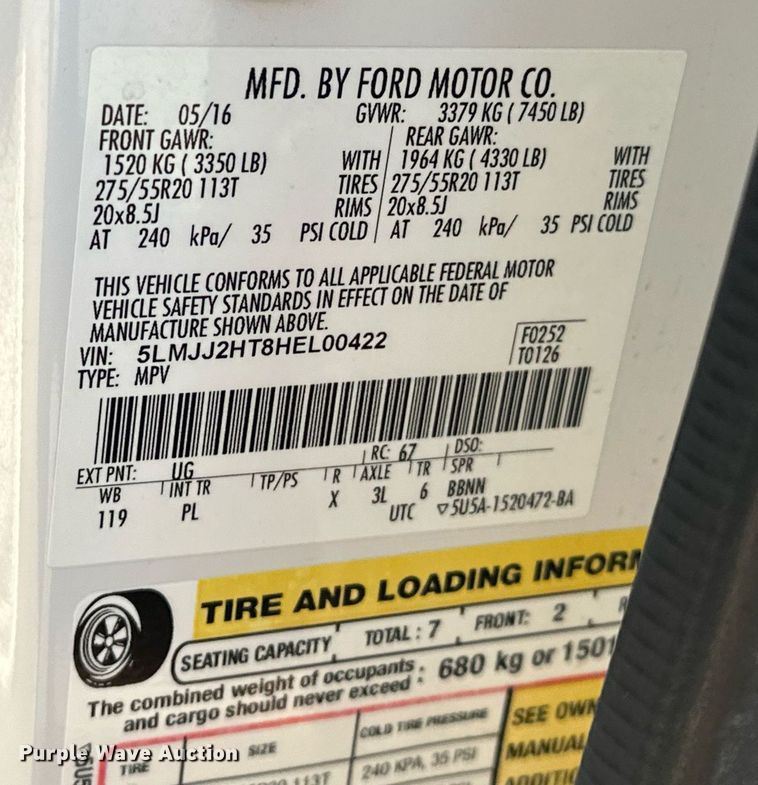 MFD. BY FORD MOTOR CO.
DATE: 05/16 GVWR: 3379 KG ( 7450 LB)
FRONT GAWR: REAR GAWR:
1520 KG ( 3350 LB) WITH 1964 KG ( 4330 LB) WITH
275/55R20 113T TIRES 275/55R20 113T TIRES
20x8.5J RIMS 20x8.5J RIMS
AT 240 kPa/ 35 PSI COLD AT 240 kPa/ 35 PSI COLD
THIS VEHICLE CONFORMS TO ALL APPLICABLE FEDERAL MOTOR
VEHICLE SAFETY STANDARDS IN EFFECT ON THE DATE OF
MANUFACTURE SHOWN ABOVE.
VIN: 5LMJJ2HT8HEL00422 F0252
TYPE: MPV T0126
EXT PNT: UG RC: 67 DSO:
WB INT TR TP/PS R AXLE TR SPR
119 PL X 3L 6 BBNN
UTC ▽5U5A-1520472-BA
TIRE AND LOADING INFORM
SEATING CAPACITY TOTAL : 7 FRONT: 2 R
The combined weight of occupants : 680 kg or 1501
and cargo should never exceed :
TIRE SIZE COLD TIRE PRESSURE SEE OWN
113T 240 KPA, 35 PSI MANUAL
ADDITIO
Purple Wave Auction